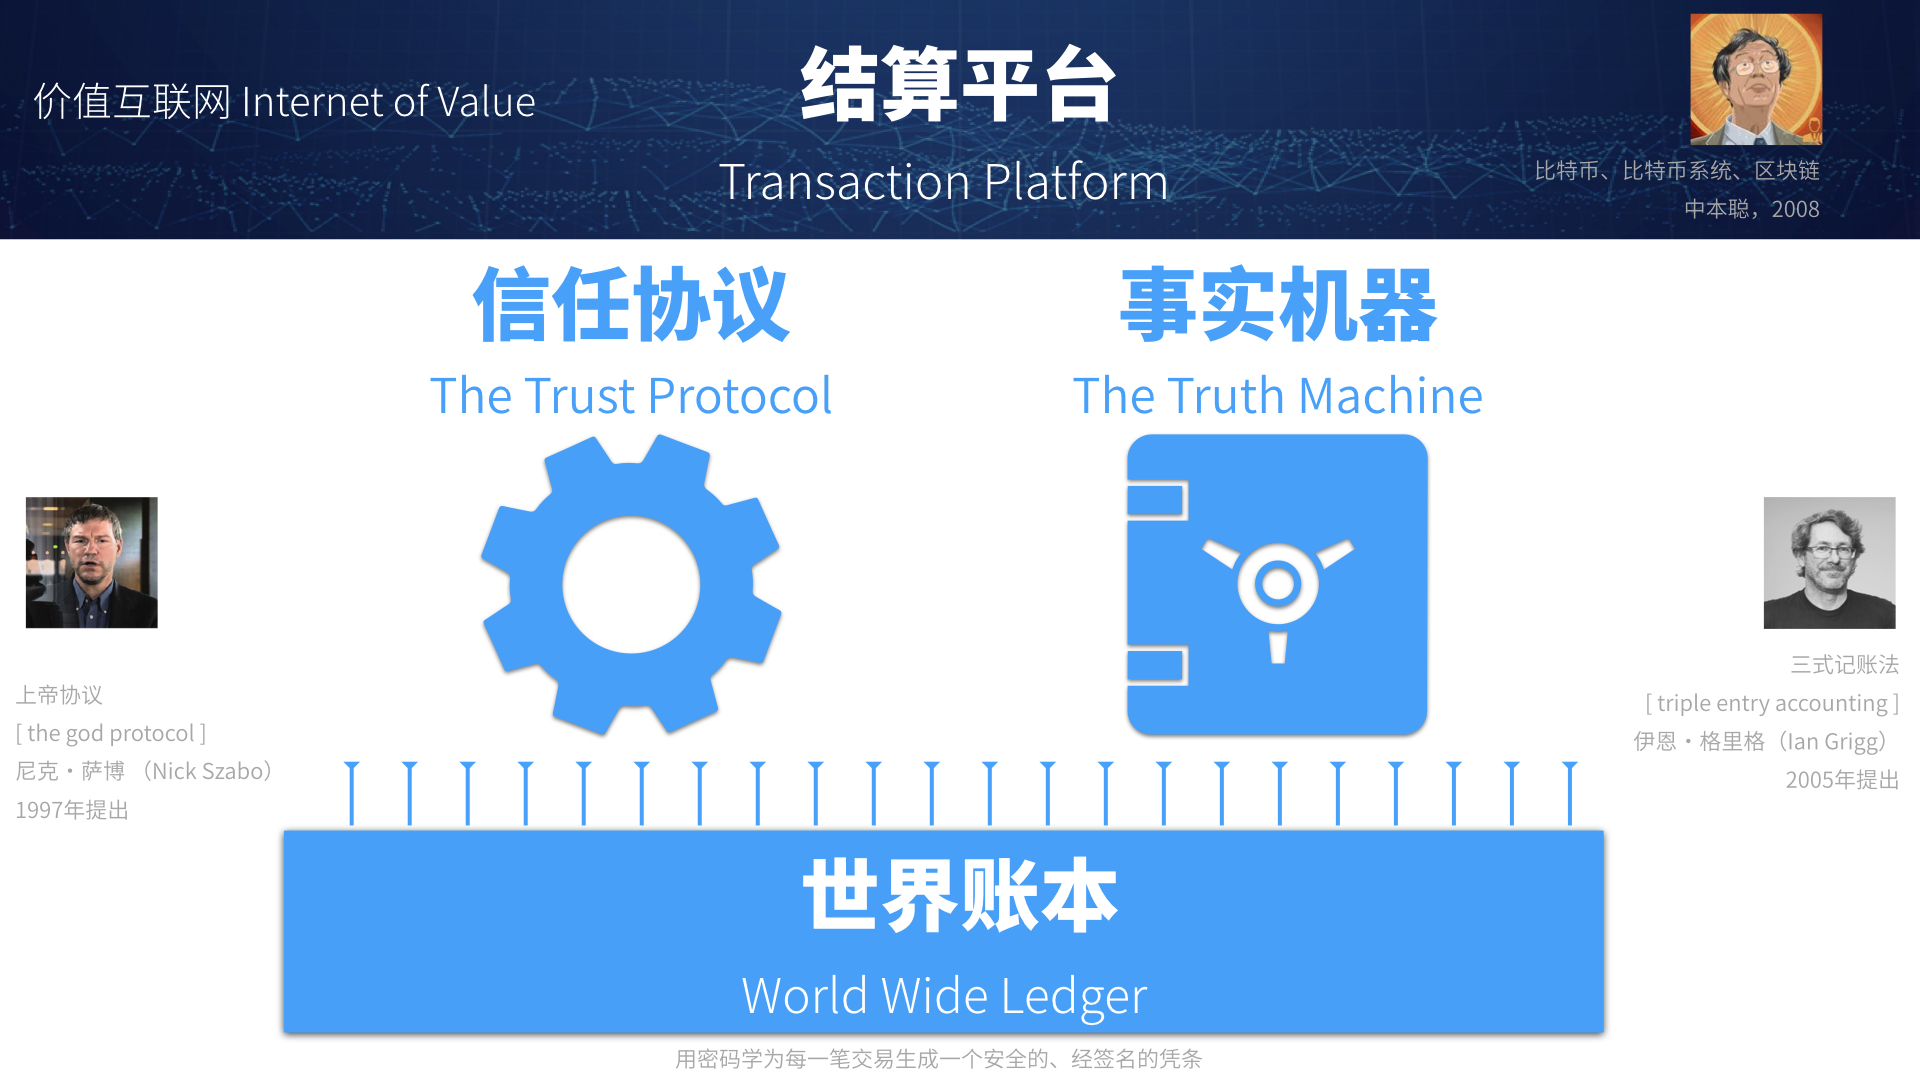 价值互联网 Internet of Value
结算平台
Transaction Platform
比特币、比特币系统、区块链
中本聪，2008
信任协议
The Trust Protocol
事实机器
The Truth Machine
上帝协议
[ the god protocol ]
尼克·萨博 （Nick Szabo）
1997年提出
三式记账法
[ triple entry accounting ]
伊恩·格里格（Ian Grigg）
2005年提出
世界账本
World Wide Ledger
用密码学为每一笔交易生成一个安全的、经签名的凭条